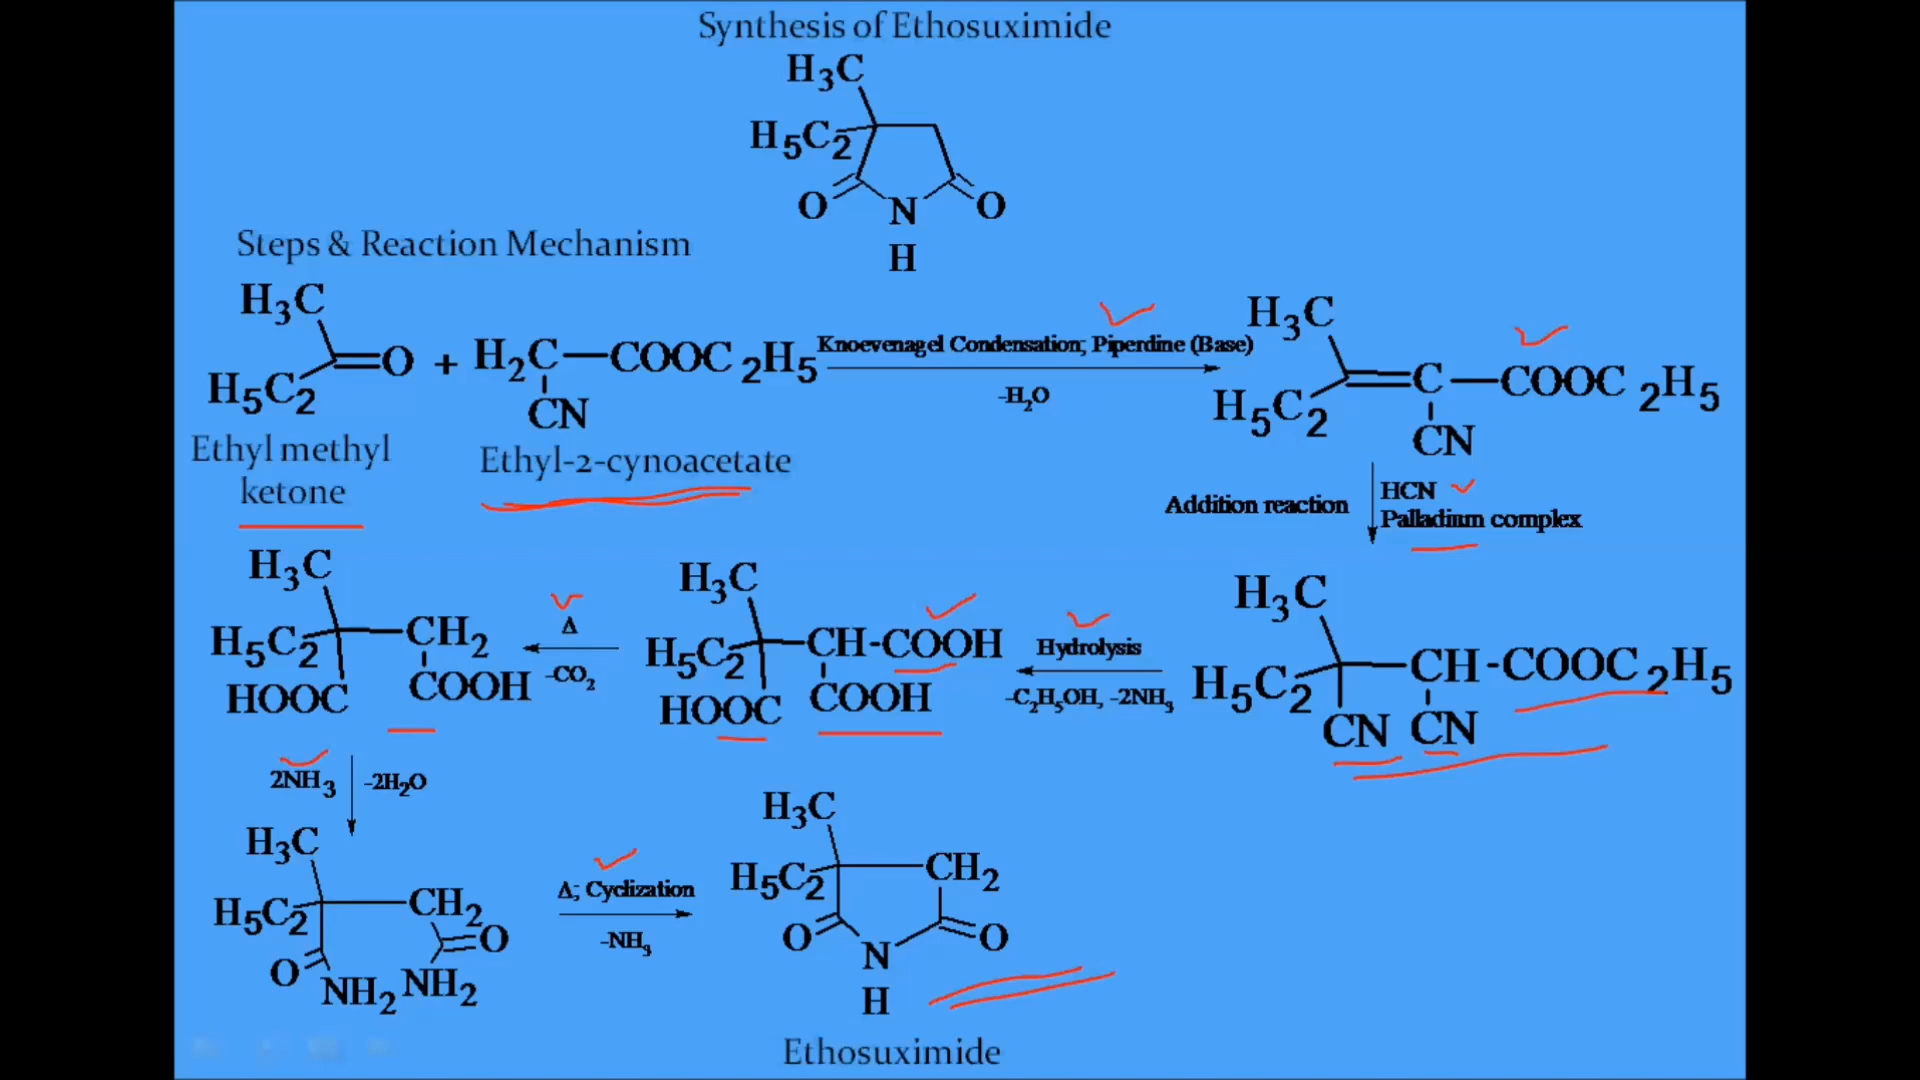 Synthesis of Ethosuximide
H3C
H5C2
O
N
O
H
Steps & Reaction Mechanism
H3C
H5C2
O
+
H2C—COOC2H5
CN
Ethyl methyl
ketone
Ethyl-2-cynoacetate
Knoevenagel Condensation; Piperdine (Base)
-H2O
H3C
H5C2
C—COOC2H5
CN
Addition reaction
HCN
Palladium complex
H3C
H5C2
CH-COOC2H5
CN
CN
Hydrolysis
-C2H5OH, -2NH3
H3C
H5C2
CH-COOH
HOOC
COOH
Δ
-CO2
H3C
H5C2
CH2
HOOC
COOH
2NH3
-2H2O
H3C
H5C2
CH2
O
O
NH2
NH2
Δ; Cyclization
-NH3
H3C
H5C2
CH2
O
N
O
H
Ethosuximide